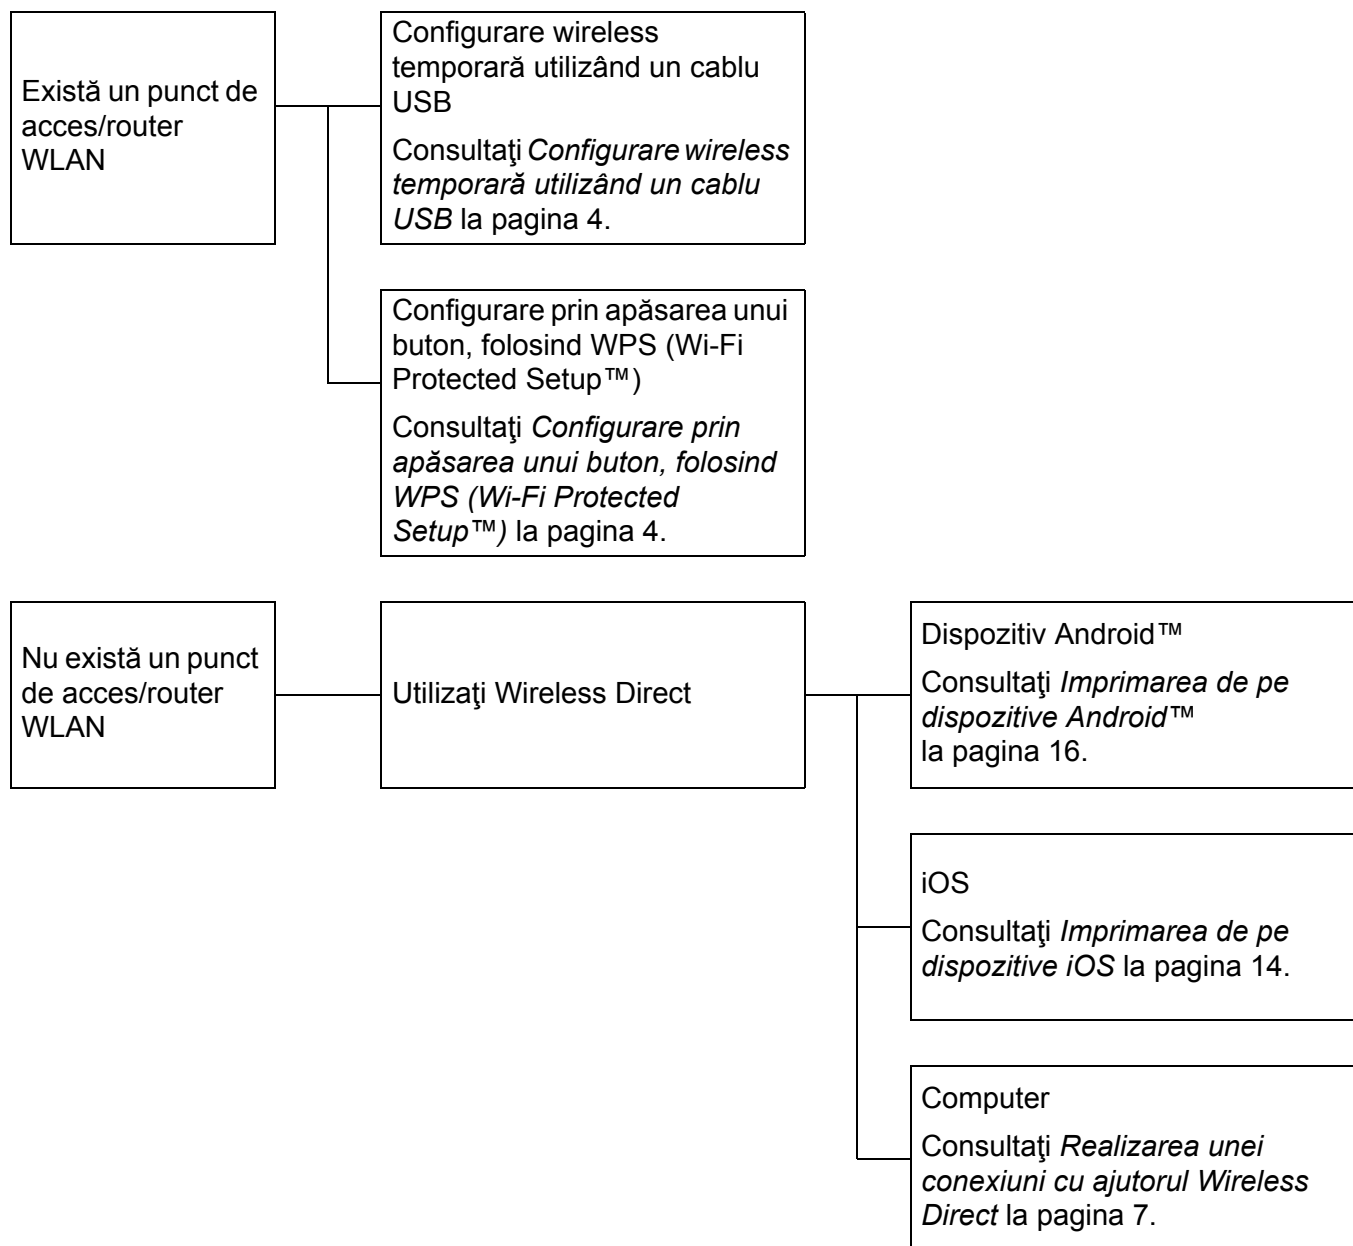 Există un punct de
acces/router
WLAN
Configurare wireless
temporară utilizând un cablu
USB
Consultaţi Configurare wireless
temporară utilizând un cablu
USB la pagina 4.
Configurare prin apăsarea unui
buton, folosind WPS (Wi-Fi
Protected Setup™)
Consultaţi Configurare prin
apăsarea unui buton, folosind
WPS (Wi-Fi Protected
Setup™) la pagina 4.
Nu există un punct
de acces/router
WLAN
Utilizaţi Wireless Direct
Dispozitiv Android™
Consultaţi Imprimarea de pe
dispozitive Android™
la pagina 16.
iOS
Consultaţi Imprimarea de pe
dispozitive iOS la pagina 14.
Computer
Consultaţi Realizarea unei
conexiuni cu ajutorul Wireless
Direct la pagina 7.